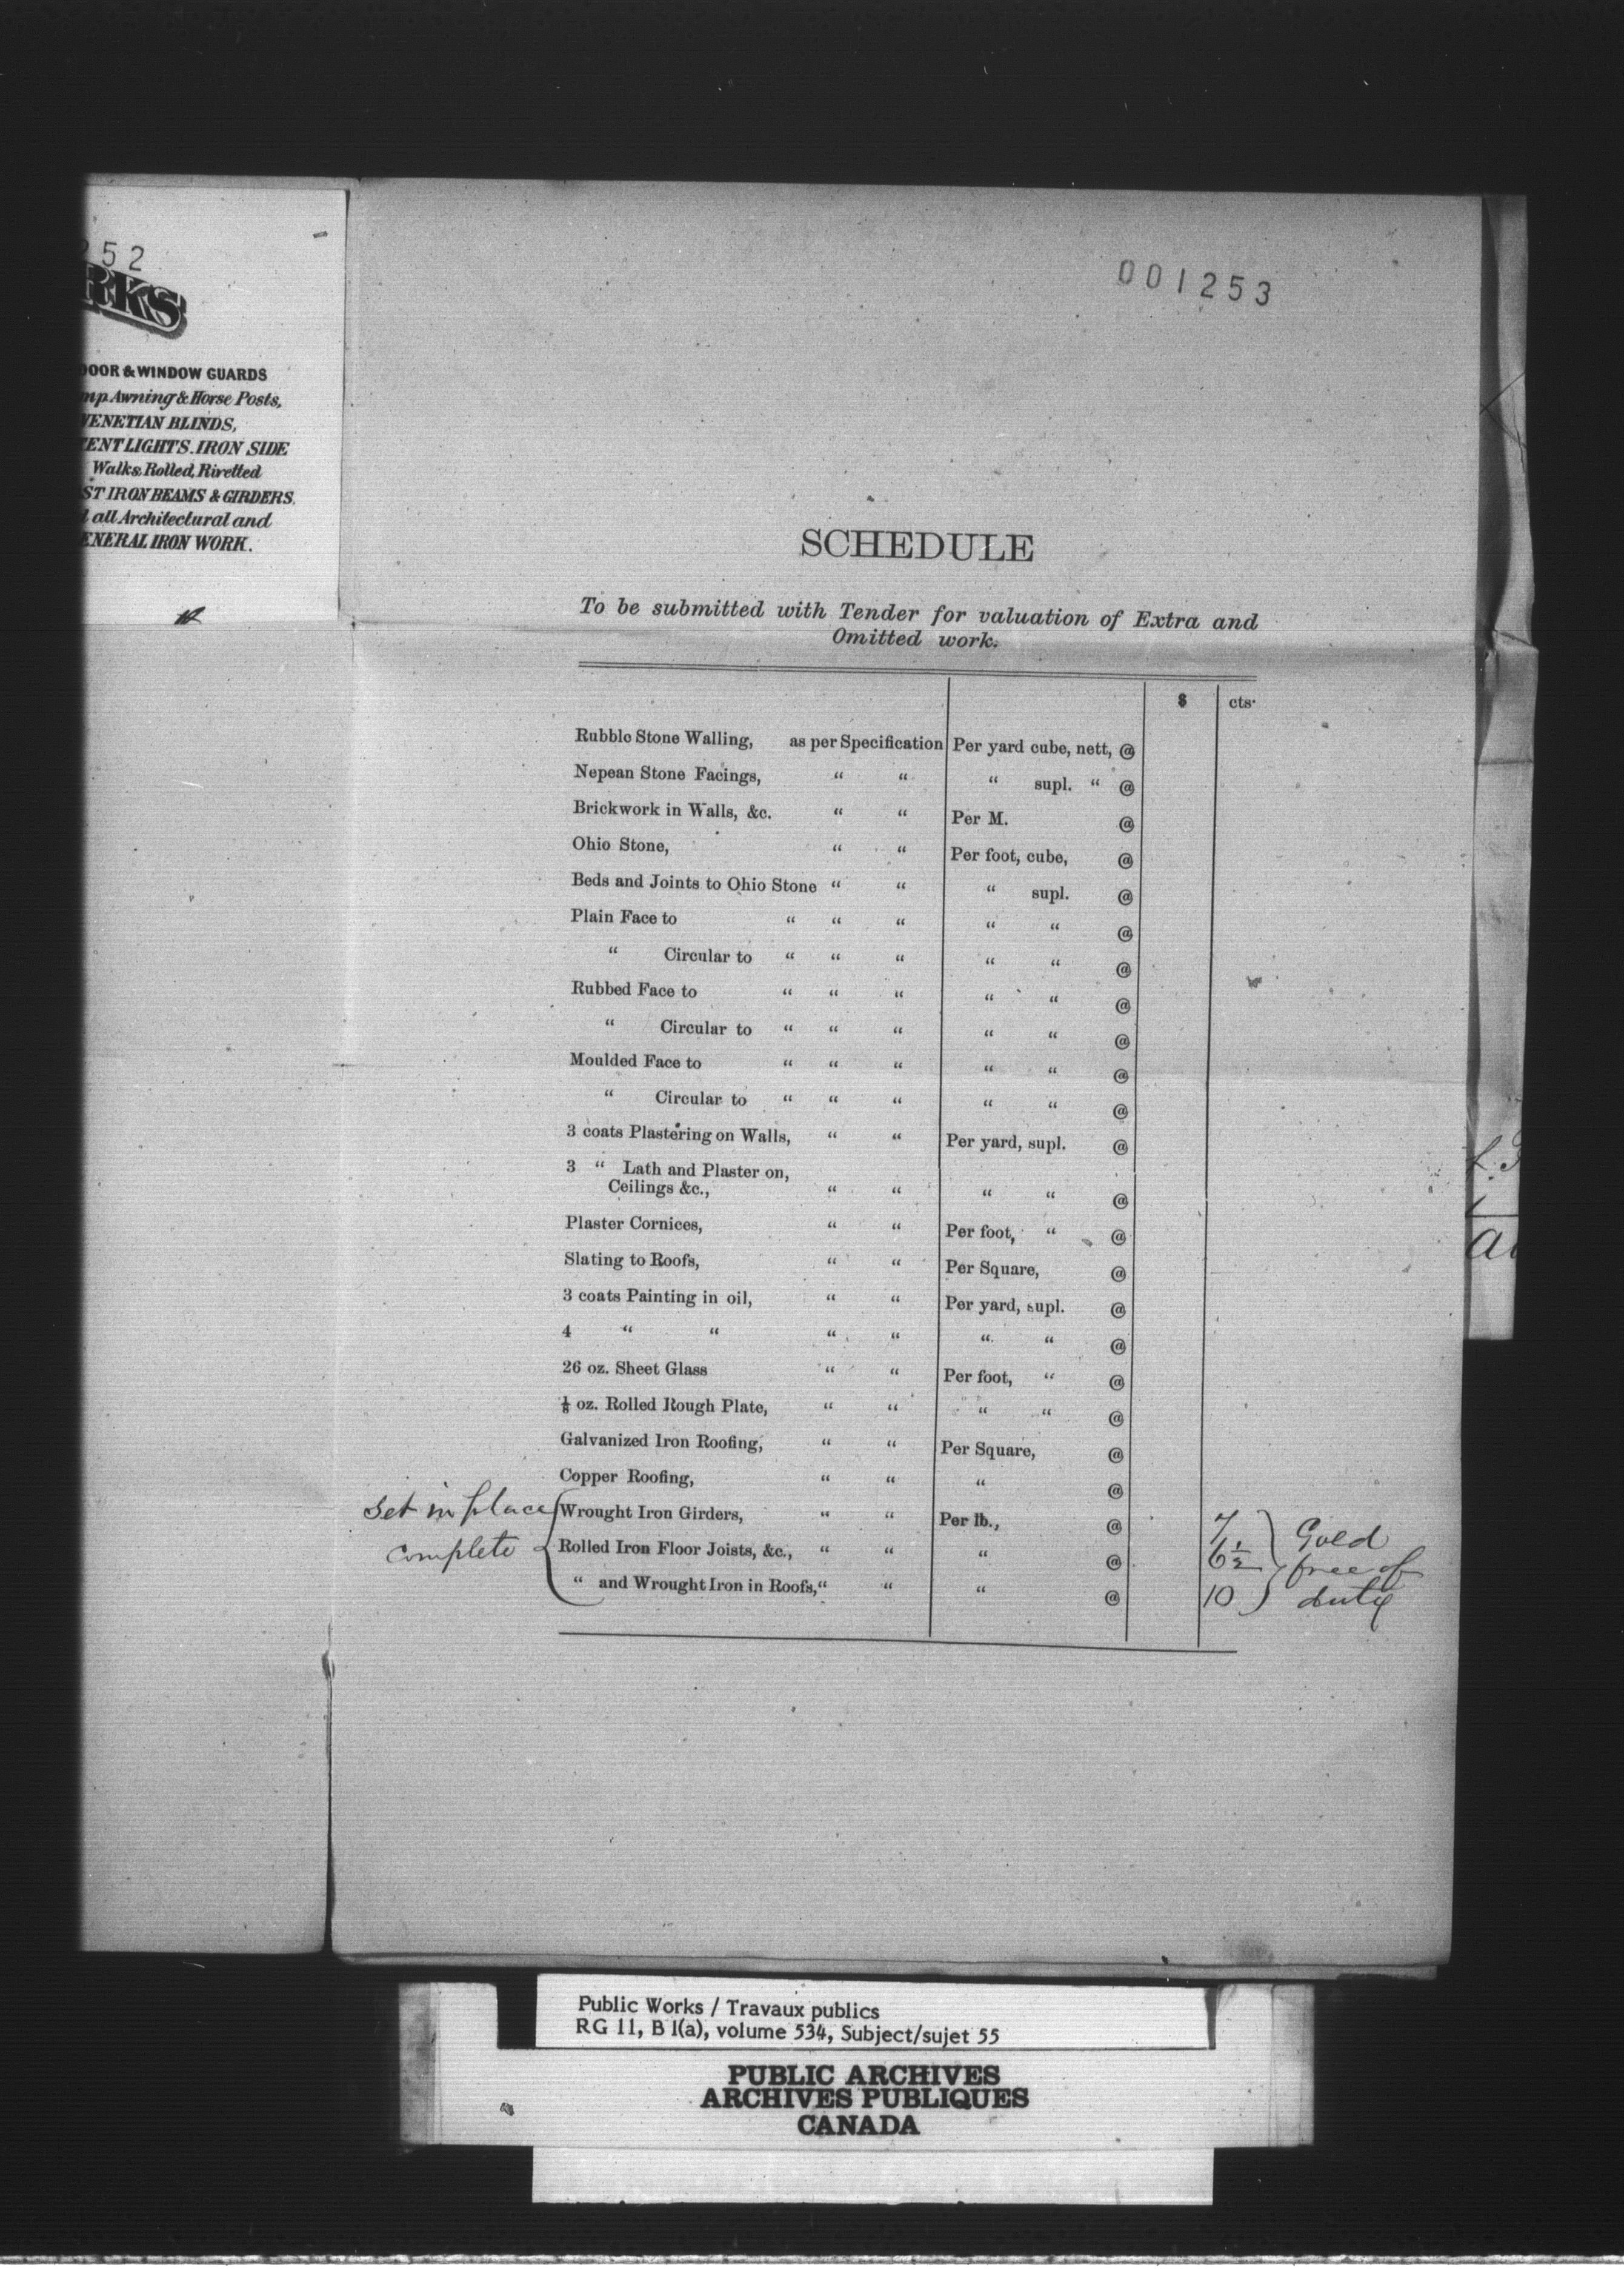 252
RKS
DOOR & WINDOW GUARDS
mp. Awning & Horse Posts,
VENETIAN BLINDS,
ENT LIGHTS. IRON SIDE
Walks. Rolled, Rivetted
ST IRON BEAMS & GIRDERS.
all Architectural and
ENERAL IRON WORK.
001253
SCHEDULE
To be submitted with Tender for valuation of Extra and
Omitted work.
$ cts.
Rubble Stone Walling, as per Specification Per yard cube, nett, @
Nepean Stone Facings, “ “ “ supl. “ @
Brickwork in Walls, &c. “ “ Per M. @
Ohio Stone, “ “ Per foot, cube, @
Beds and Joints to Ohio Stone “ “ “ supl. @
Plain Face to “ “ “ “ “ @
“ Circular to “ “ “ “ “ @
Rubbed Face to “ “ “ “ “ @
“ Circular to “ “ “ “ “ @
Moulded Face to “ “ “ “ “ @
“ Circular to “ “ “ “ “ @
3 coats Plastering on Walls, “ “ Per yard, supl. @
3 “ Lath and Plaster on,
Ceilings &c., “ “ “ “ @
Plaster Cornices, “ “ Per foot, “ @
Slating to Roofs, “ “ Per Square, @
3 coats Painting in oil, “ “ Per yard, supl. @
4 “ “ “ “ “ “ @
26 oz. Sheet Glass “ “ Per foot, “ @
⅛ oz. Rolled Rough Plate, “ “ “ “ @
Galvanized Iron Roofing, “ “ Per Square, @
Copper Roofing, “ “ “ @
Set in place Wrought Iron Girders, “ “ Per lb., @ 7 Gold
complete Rolled Iron Floor Joists, &c., “ “ “ @ 6½ free of
“ and Wrought Iron in Roofs, “ “ “ @ 10 duty
Public Works / Travaux publics
RG 11, B 1(a), volume 534, Subject/sujet 55
PUBLIC ARCHIVES
ARCHIVES PUBLIQUES
CANADA